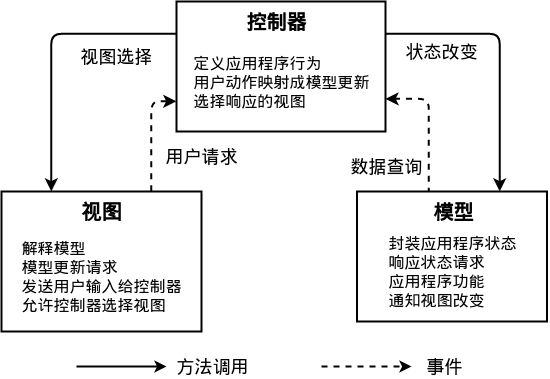 控制器
定义应用程序行为
用户动作映射成模型更新
选择响应的视图
视图选择
状态改变
用户请求
数据查询
视图
解释模型
模型更新请求
发送用户输入给控制器
允许控制器选择视图
模型
封装应用程序状态
响应状态请求
应用程序功能
通知视图改变
方法调用
事件